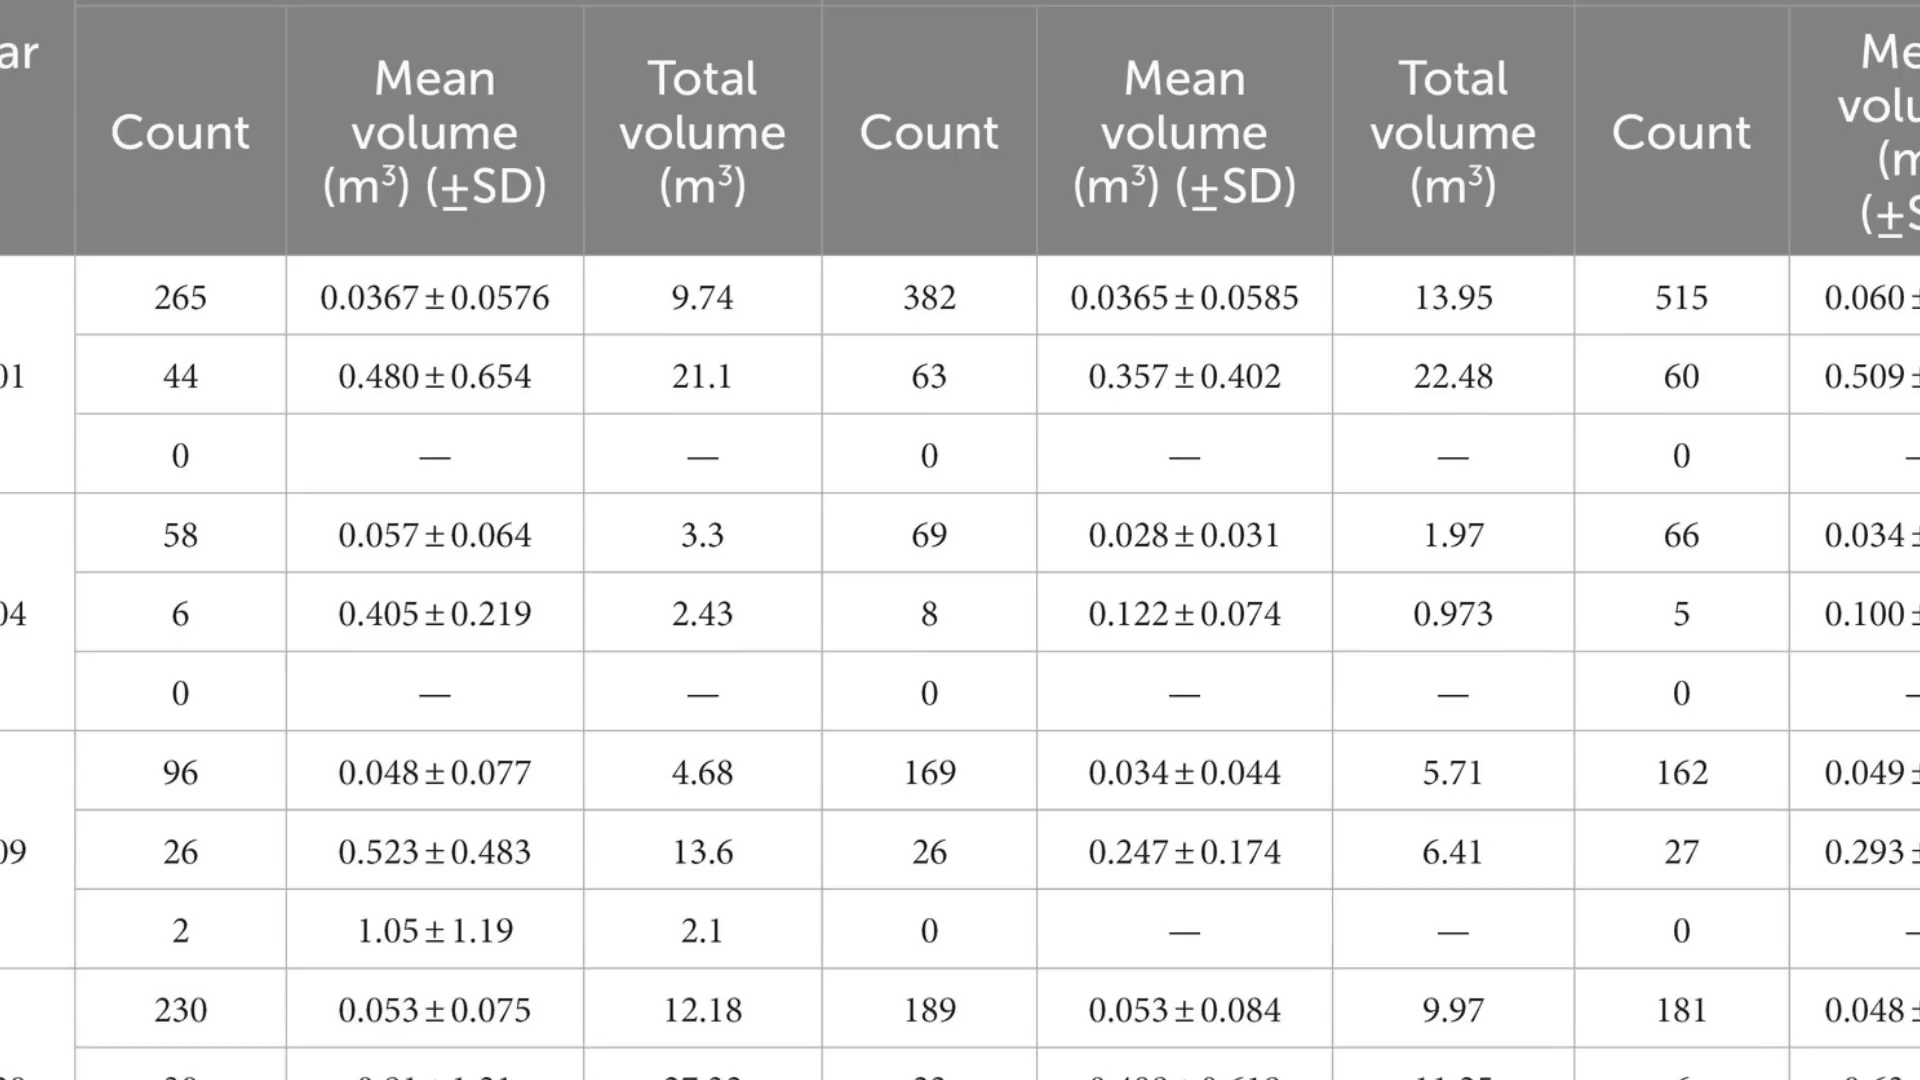 Count Mean volume (m³) (±SD) Total volume (m³) Count Mean volume (m³) (±SD) Total volume (m³) Count
265 0.0367±0.0576 9.74 382 0.0365±0.0585 13.95 515 0.060±
01 44 0.480±0.654 21.1 63 0.357±0.402 22.48 60 0.509±
0 — — 0 — — 0 —
58 0.057±0.064 3.3 69 0.028±0.031 1.97 66 0.034±
04 6 0.405±0.219 2.43 8 0.122±0.074 0.973 5 0.100±
0 — — 0 — — 0 —
96 0.048±0.077 4.68 169 0.034±0.044 5.71 162 0.049±
09 26 0.523±0.483 13.6 26 0.247±0.174 6.41 27 0.293±
2 1.05±1.19 2.1 0 — — 0 —
230 0.053±0.075 12.18 189 0.053±0.084 9.97 181 0.048±